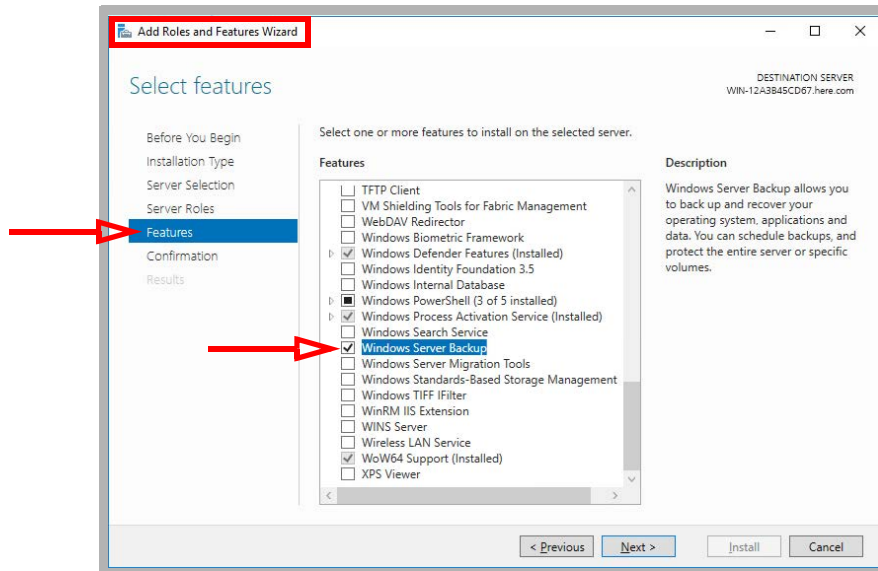 Add Roles and Features Wizard
Select features
DESTINATION SERVER
WIN-12A3B45CD67.here.com
Before You Begin
Installation Type
Server Selection
Server Roles
Features
Confirmation
Results
Select one or more features to install on the selected server.
Features
TFTP Client
VM Shielding Tools for Fabric Management
WebDAV Redirector
Windows Biometric Framework
Windows Defender Features (Installed)
Windows Identity Foundation 3.5
Windows Internal Database
Windows PowerShell (3 of 5 installed)
Windows Process Activation Service (Installed)
Windows Search Service
Windows Server Backup
Windows Server Migration Tools
Windows Standards-Based Storage Management
Windows TIFF IFilter
WinRM IIS Extension
WINS Server
Wireless LAN Service
WoW64 Support (Installed)
XPS Viewer
Description
Windows Server Backup allows you
to back up and recover your
operating system, applications and
data. You can schedule backups, and
protect the entire server or specific
volumes.
< Previous
Next >
Install
Cancel